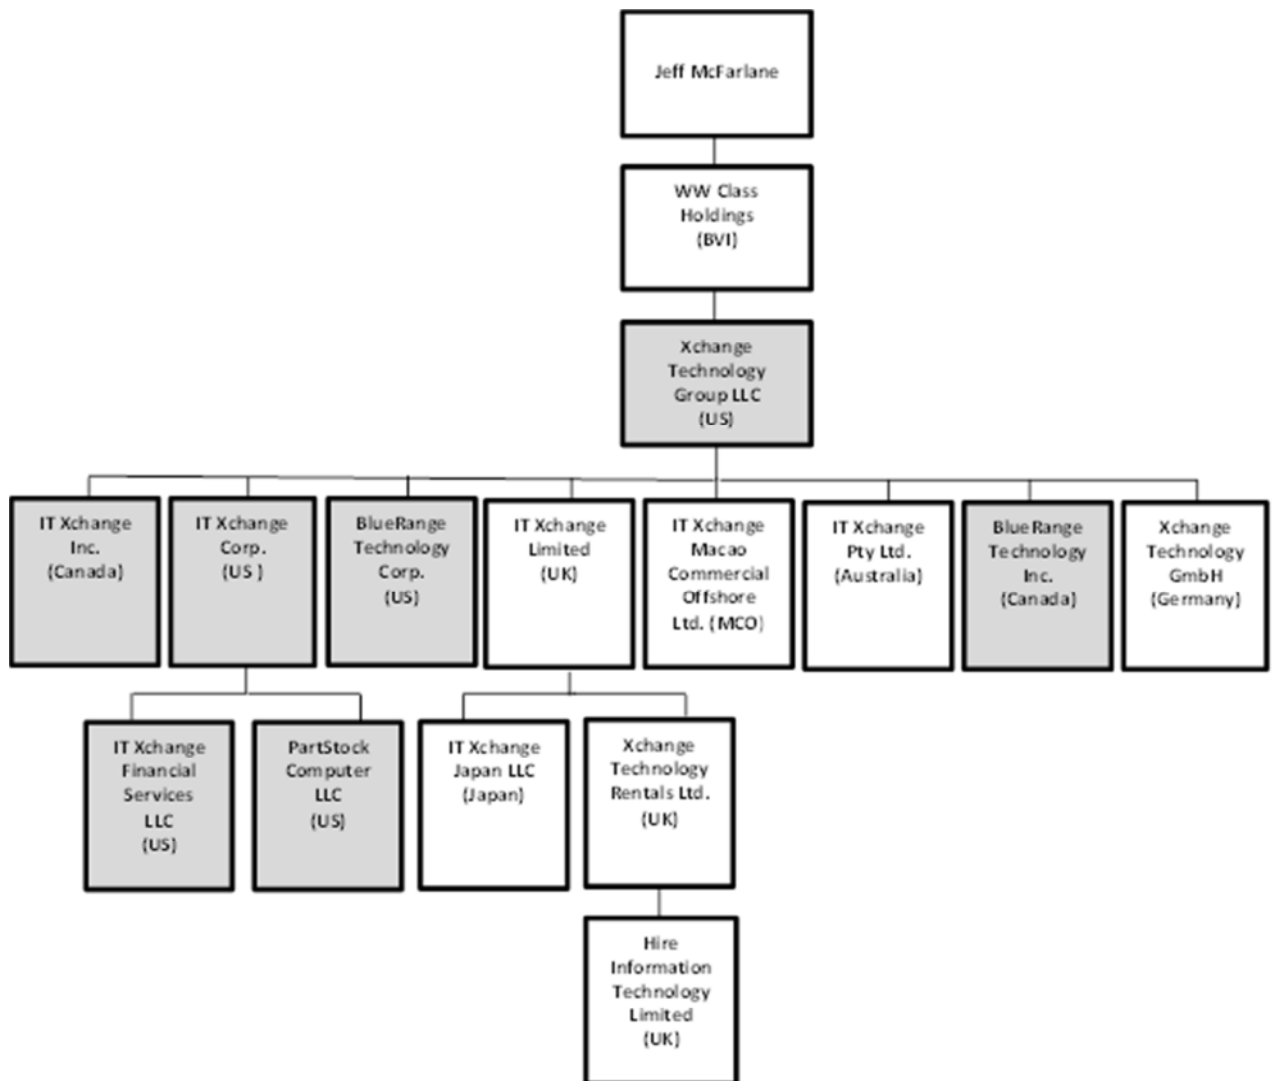 Jeff McFarlane
WW Class
Holdings
(BVI)
Xchange
Technology
Group LLC
(US)
IT Xchange
Inc.
(Canada)
IT Xchange
Corp.
(US )
BlueRange
Technology
Corp.
(US)
IT Xchange
Limited
(UK)
IT Xchange
Macao
Commercial
Offshore
Ltd. (MCO)
IT Xchange
Pty Ltd.
(Australia)
BlueRange
Technology
Inc.
(Canada)
Xchange
Technology
GmbH
(Germany)
IT Xchange
Financial
Services
LLC
(US)
PartStock
Computer
LLC
(US)
IT Xchange
Japan LLC
(Japan)
Xchange
Technology
Rentals Ltd.
(UK)
Hire
Information
Technology
Limited
(UK)